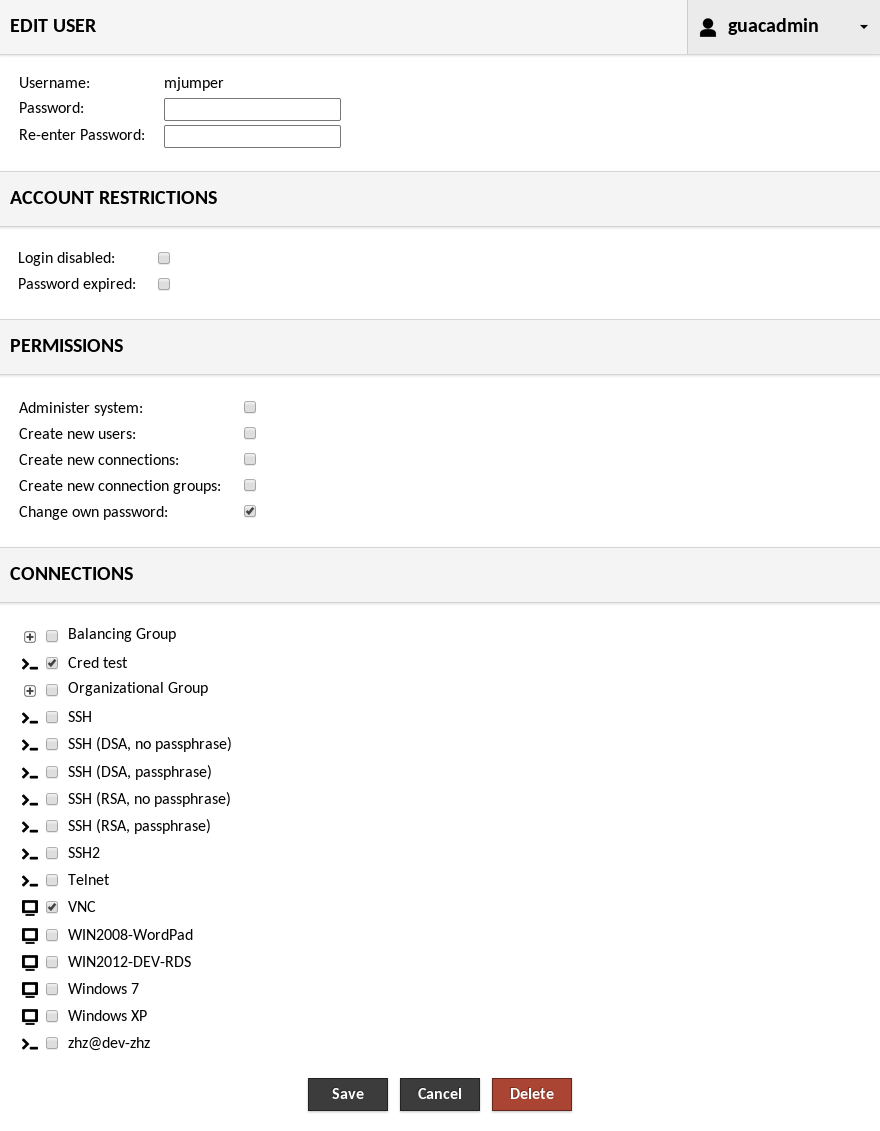 EDIT USER
guacadmin
Username: mjumper
Password:
Re-enter Password:
ACCOUNT RESTRICTIONS
Login disabled:
Password expired:
PERMISSIONS
Administer system:
Create new users:
Create new connections:
Create new connection groups:
Change own password:
CONNECTIONS
Balancing Group
Cred test
Organizational Group
SSH
SSH (DSA, no passphrase)
SSH (DSA, passphrase)
SSH (RSA, no passphrase)
SSH (RSA, passphrase)
SSH2
Telnet
VNC
WIN2008-WordPad
WIN2012-DEV-RDS
Windows 7
Windows XP
zhz@dev-zhz
Save Cancel Delete